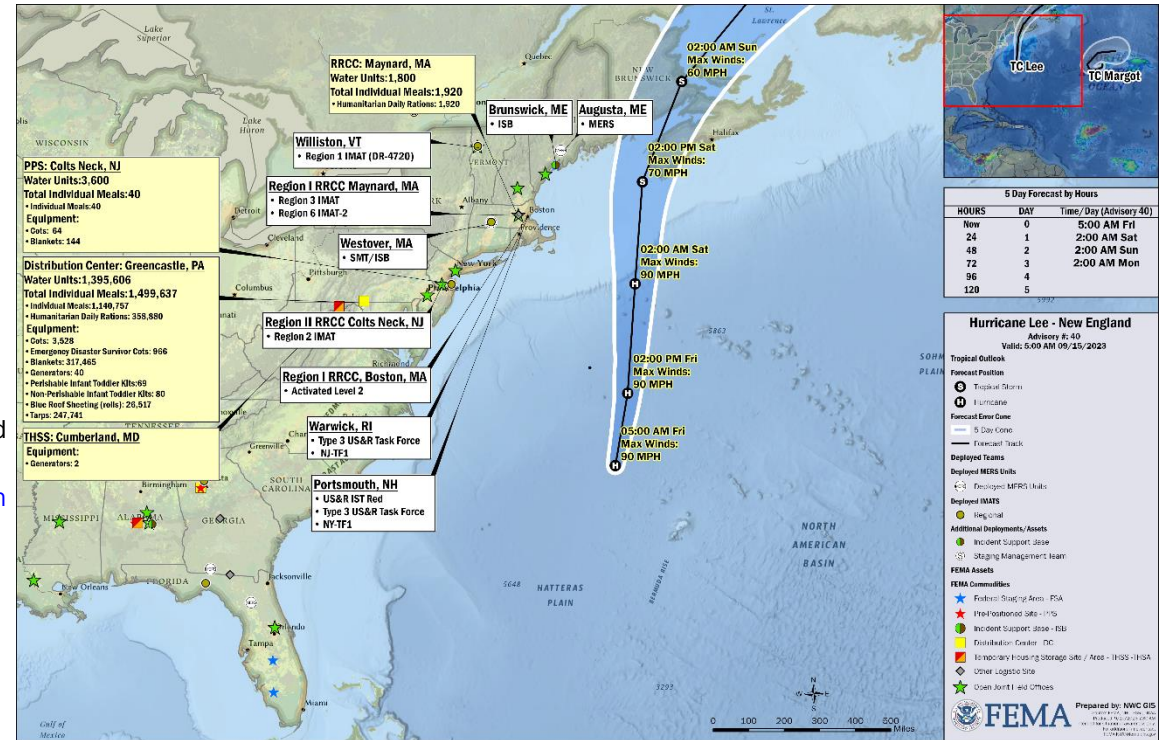 Lake
Superior
WISCONSIN
Lake
Huron
Detroit
Cleveland
Pittsburgh
Columbus
Quebec
NEW
BRUNSWICK
St.
Lawrence
Halifax
VERMONT
Albany
Boston
Providence
New York
Philadelphia
RRCC: Maynard, MA
Water Units:1,800
Total Individual Meals:1,920
• Humanitarian Daily Rations: 1,920
Brunswick, ME
• ISB
Augusta, ME
• MERS
Williston, VT
• Region 1 IMAT (DR-4720)
Region I RRCC Maynard, MA
• Region 3 IMAT
• Region 6 IMAT-2
Westover, MA
• SMT/ISB
PPS: Colts Neck, NJ
Water Units:3,600
Total Individual Meals:40
• Individual Meals:40
Equipment:
• Cots: 64
• Blankets: 144
Distribution Center: Greencastle, PA
Water Units:1,395,606
Total Individual Meals:1,499,637
• Individual Meals:1,140,757
• Humanitarian Daily Rations: 358,880
Equipment:
• Cots: 3,528
• Emergency Disaster Survivor Cots: 966
• Blankets: 317,465
• Generators: 40
• Perishable Infant Toddler Kits:69
• Non-Perishable Infant Toddler Kits: 80
• Blue Roof Sheeting (rolls): 26,517
• Tarps: 247,741
THSS: Cumberland, MD
Equipment:
• Generators: 2
Region II RRCC Colts Neck, NJ
• Region 2 IMAT
Region I RRCC, Boston, MA
• Activated Level 2
Warwick, RI
• Type 3 US&R Task Force
• NJ-TF1
Portsmouth, NH
• US&R IST Red
• Type 3 US&R Task Force
• NY-TF1
02:00 AM Sun
Max Winds:
60 MPH
02:00 PM Sat
Max Winds:
70 MPH
02:00 AM Sat
Max Winds:
90 MPH
02:00 PM Fri
Max Winds:
90 MPH
05:00 AM Fri
Max Winds:
90 MPH
Greenville
SOUTH
CAROLINA
Birmingham
MISSISSIPPI
ALABAMA
GEORGIA
Jacksonville
New Orleans
FLORIDA
Orlando
Tampa
Miami
Gulf of
Mexico
5648
HATTERAS
PLAIN
BERMUDA RISE
NORTH
AMERICAN
BASIN
5863
5992
3293
SOHM
PLAIN
N
W
E
S
0 100 200 300 400 500
Miles
TC Lee
TC Margot
OCEAN
5 Day Forecast by Hours
HOURS DAY Time/Day (Advisory 40)
Now 0 5:00 AM Fri
24 1 2:00 AM Sat
48 2 2:00 AM Sun
72 3 2:00 AM Mon
96 4
120 5
Hurricane Lee - New England
Advisory #: 40
Valid: 5:00 AM 09/15/2023
Tropical Outlook
Forecast Position
S Tropical Storm
H Hurricane
Forecast Error Cone
5 Day Cone
Forecast Track
Deployed Teams
Deployed MERS Units
Deployed MERS Units
Deployed IMATS
Regional
Additional Deployments/Assets
Incident Support Base
Staging Management Team
FEMA Assets
FEMA Commodities
Federal Staging Area - FSA
Pre-Positioned Site - PPS
Incident Support Base - ISB
Distribution Center - DC
Temporary Housing Storage Site / Area - THSS -THSA
Other Logistic Site
Open Joint Field Offices
FEMA
Prepared by: NWC GIS